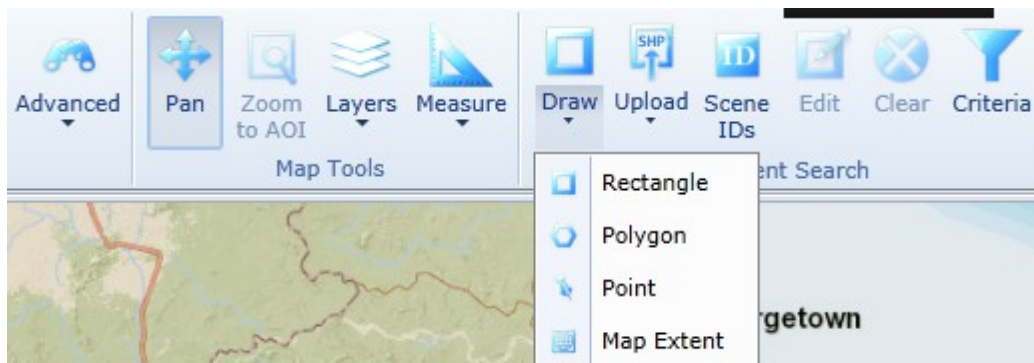 Advanced
Pan
Zoom
to AOI
Layers
Measure
Map Tools
SHP
ID
Draw
Upload
Scene
IDs
Edit
Clear
Criteria
Search
Rectangle
Polygon
Point
Map Extent
rgetown